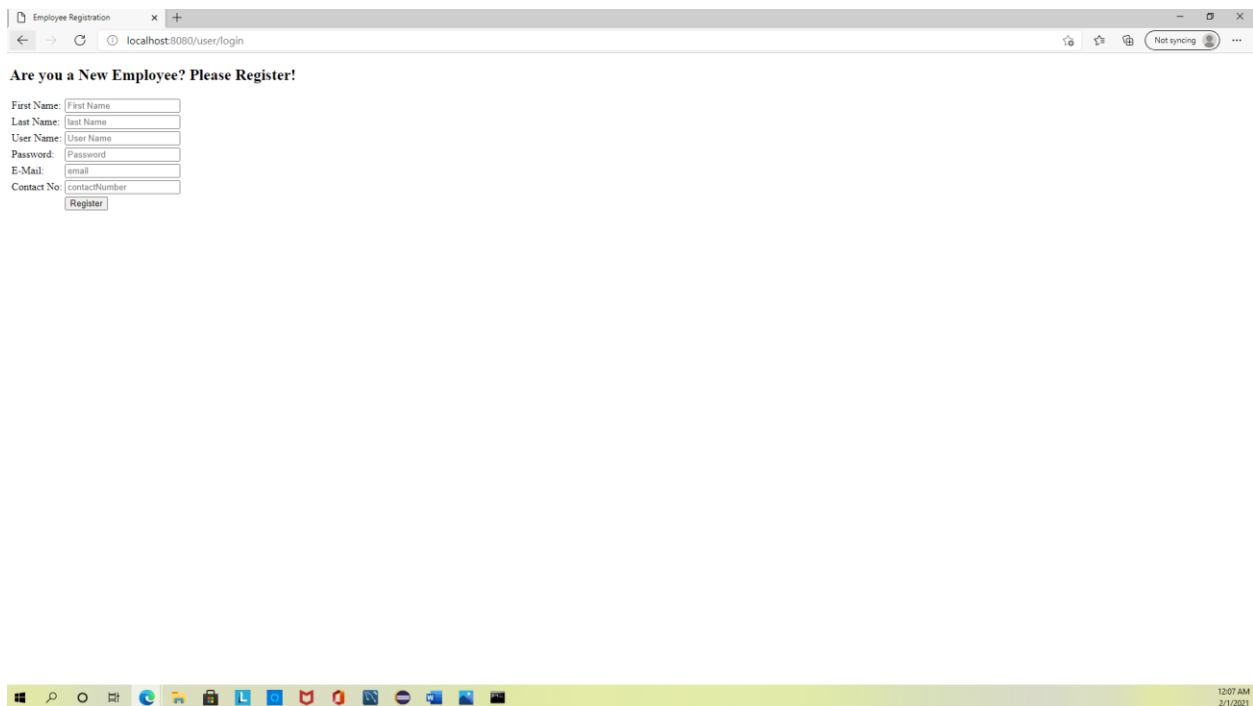 Employee Registration
localhost:8080/user/login
Not syncing
Are you a New Employee? Please Register!
First Name: First Name
Last Name: last Name
User Name: User Name
Password: Password
E-Mail: email
Contact No: contactNumber
Register
L
W
12:07 AM
2/1/2021